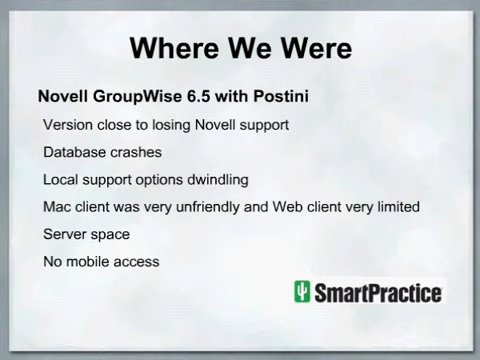 Where We Were
Novell GroupWise 6.5 with Postini
Version close to losing Novell support
Database crashes
Local support options dwindling
Mac client was very unfriendly and Web client very limited
Server space
No mobile access
SmartPractice